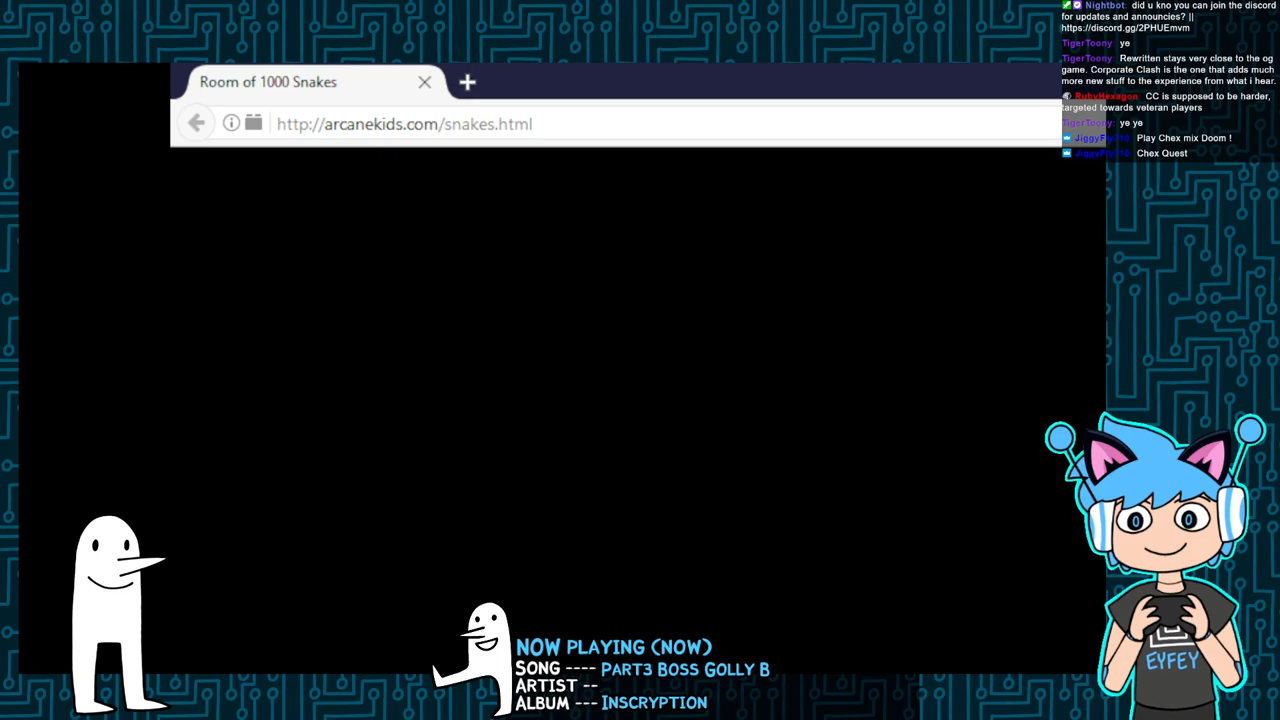 Room of 1000 Snakes
http://arcanekids.com/snakes.html
Nightbot: did u kno you can join the discord
for updates and announcies? ||
https://discord.gg/2PHUEmvm
TigerToony ye
TigerToony Rewritten stays very close to the og
game. Corporate Clash is the one that adds much
more new stuff to the experience from what i hear.
RubyHexagon CC is supposed to be harder,
targeted towards veteran players
TigerToony ye ye
Play Chex mix Doom !
Chex Quest
EYFEY
NOW PLAYING (NOW)
SONG ---- PART3 BOSS GOLLY B
ARTIST --
ALBUM --- INSCRYPTION